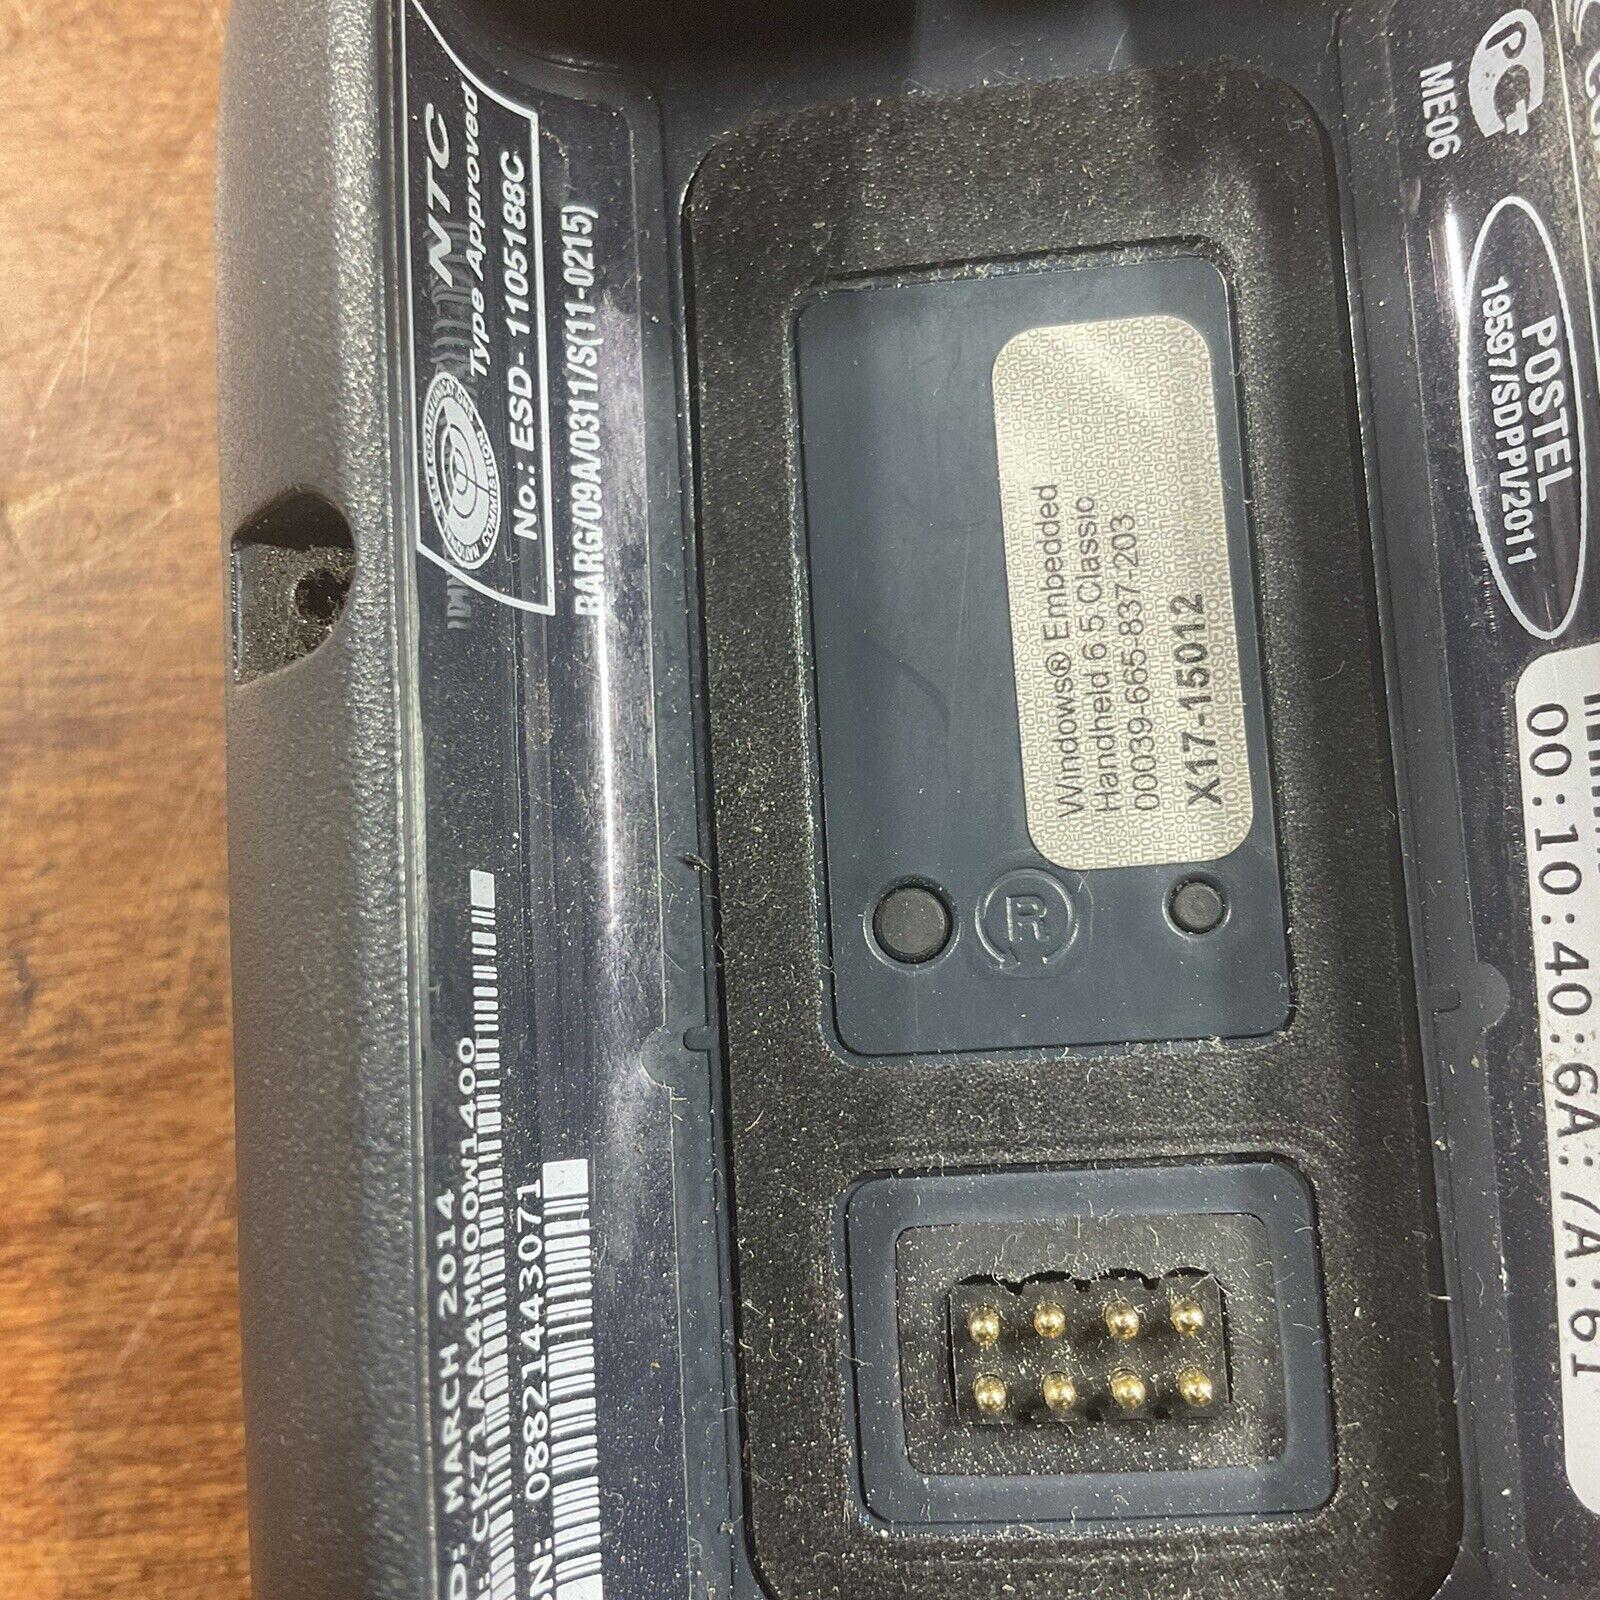 NTC
Type Approved
No.: ESD- 1105188C
BARG/09A/0311/S(11-0215)
MARCH 2014
CK71AA4MN00W1400
08821443071
Windows® Embedded
Handheld 6.5 Classic
00039-665-837-203
X17-15012
R
ME06
POSTEL
19597/SDPPI/2011
00:10:40:6A:7A:61